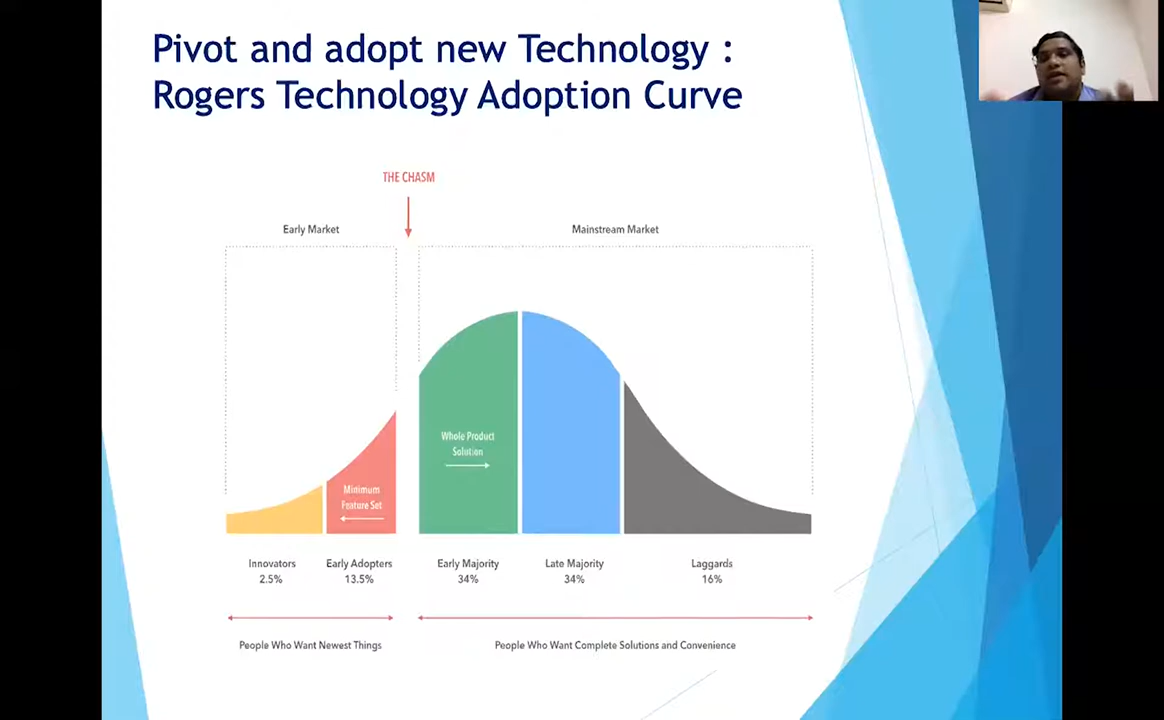 Pivot and adopt new Technology :
Rogers Technology Adoption Curve
THE CHASM
Early Market
Mainstream Market
Whole Product
Solution
Minimum
Feature Set
Innovators
2.5%
Early Adopters
13.5%
Early Majority
34%
Late Majority
34%
Laggards
16%
People Who Want Newest Things
People Who Want Complete Solutions and Convenience